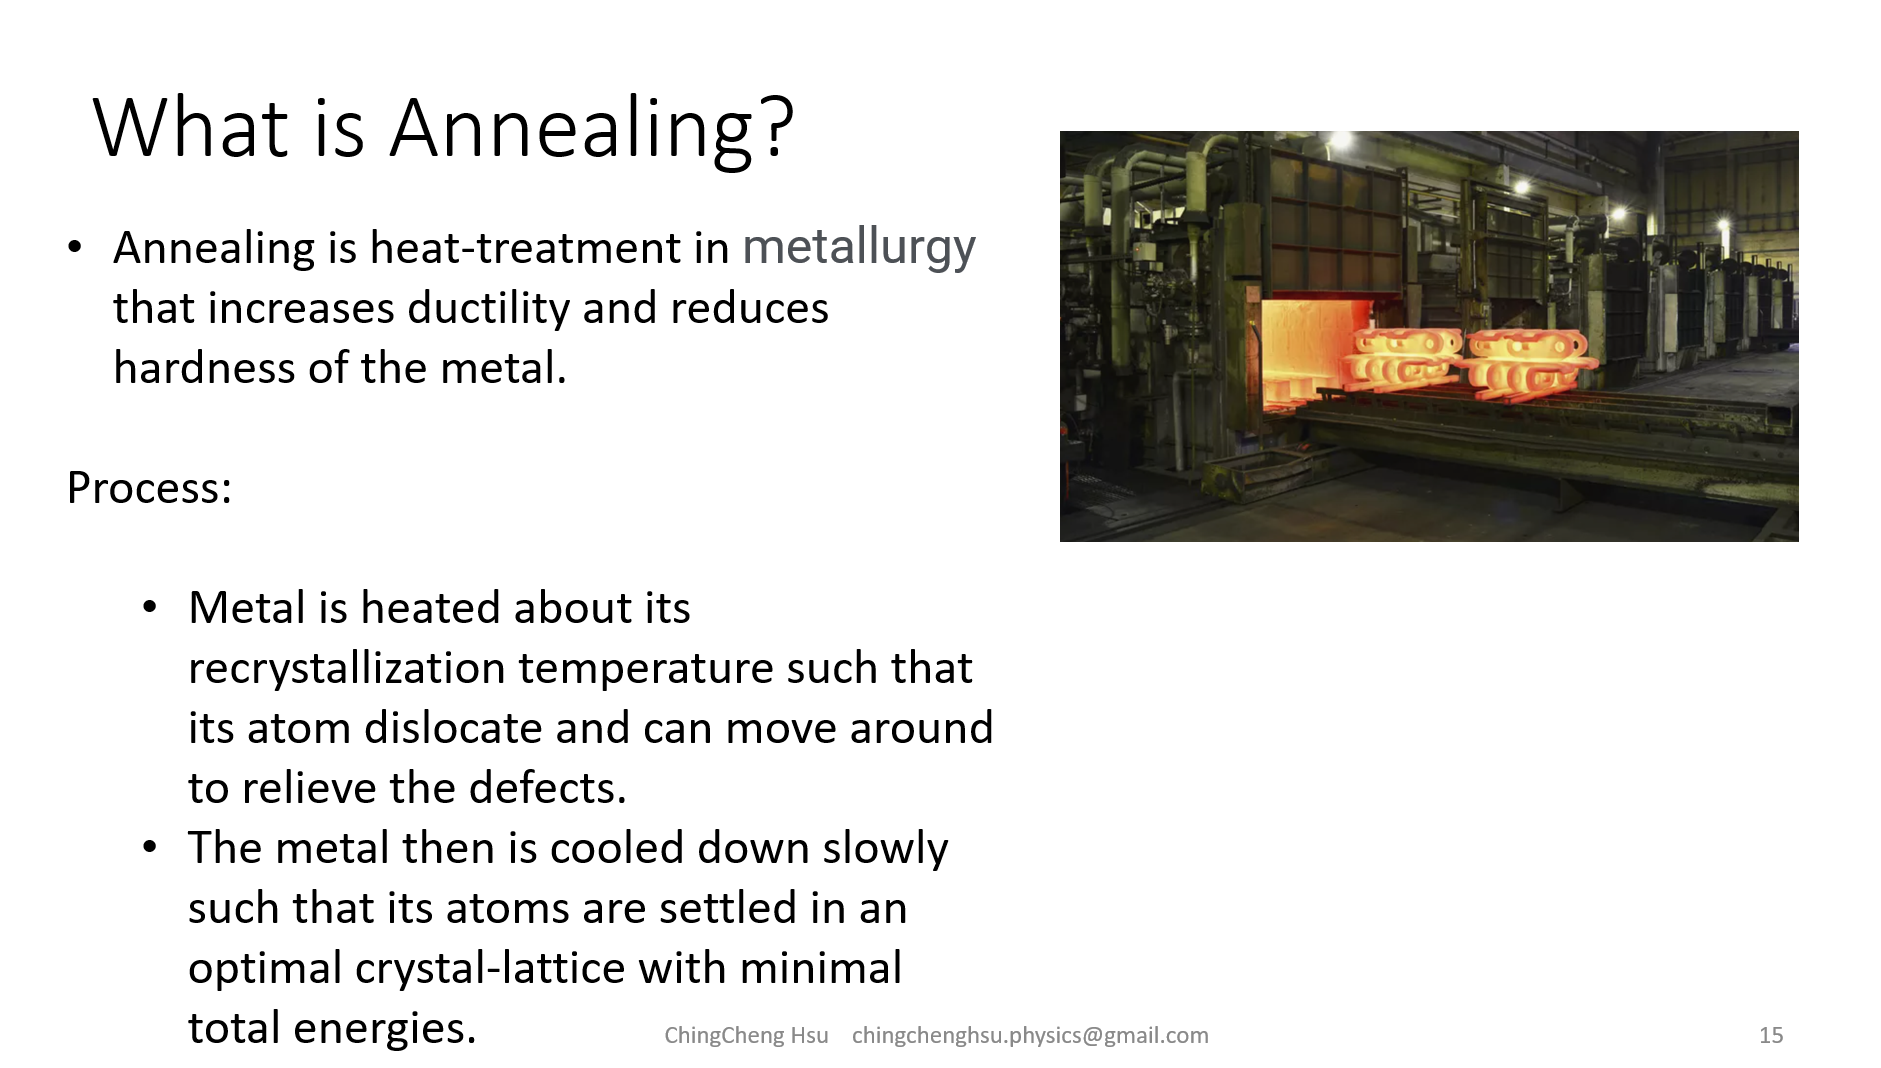 What is Annealing?
• Annealing is heat-treatment in metallurgy
that increases ductility and reduces
hardness of the metal.
Process:
• Metal is heated about its
recrystallization temperature such that
its atom dislocate and can move around
to relieve the defects.
• The metal then is cooled down slowly
such that its atoms are settled in an
optimal crystal-lattice with minimal
total energies.
ChingCheng Hsu chingchenghsu.physics@gmail.com
15